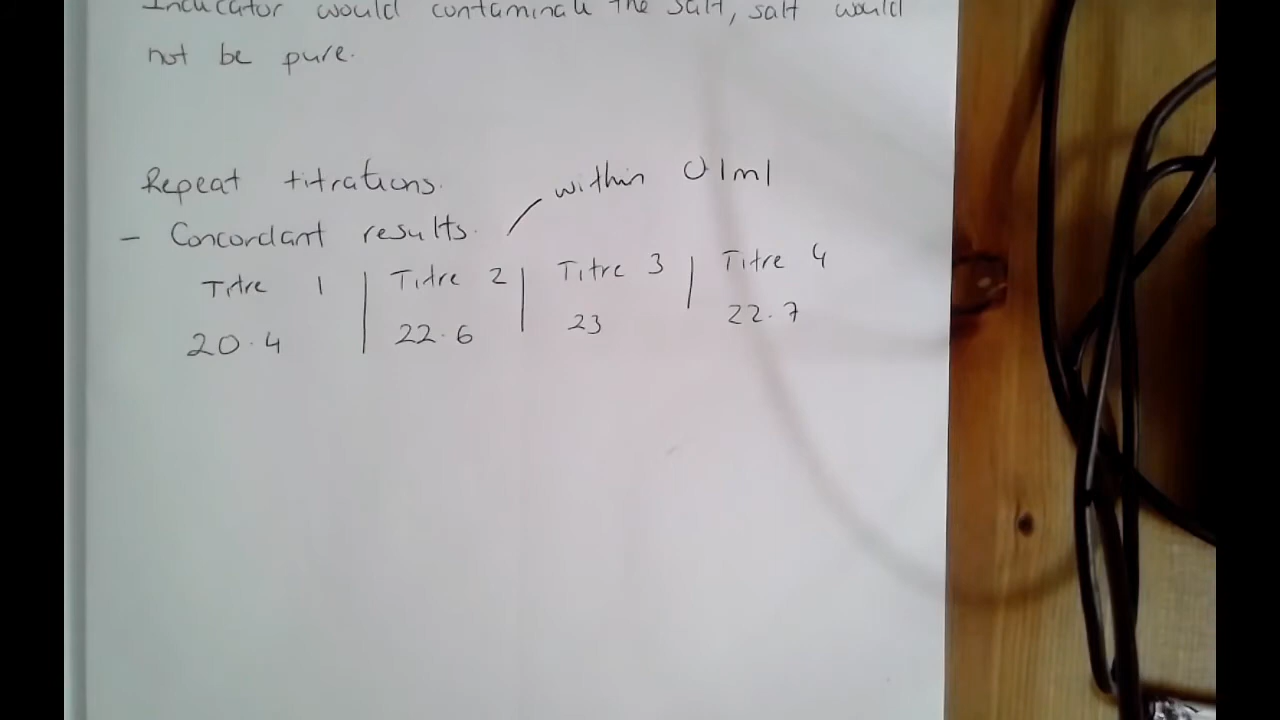 Indicator would contaminate the salt, salt would
not be pure.
Repeat titrations.
within 0.1ml
- Concordant results.
Titre 1 | Titre 2 | Titre 3 | Titre 4
20.4 | 22.6 23 22.7